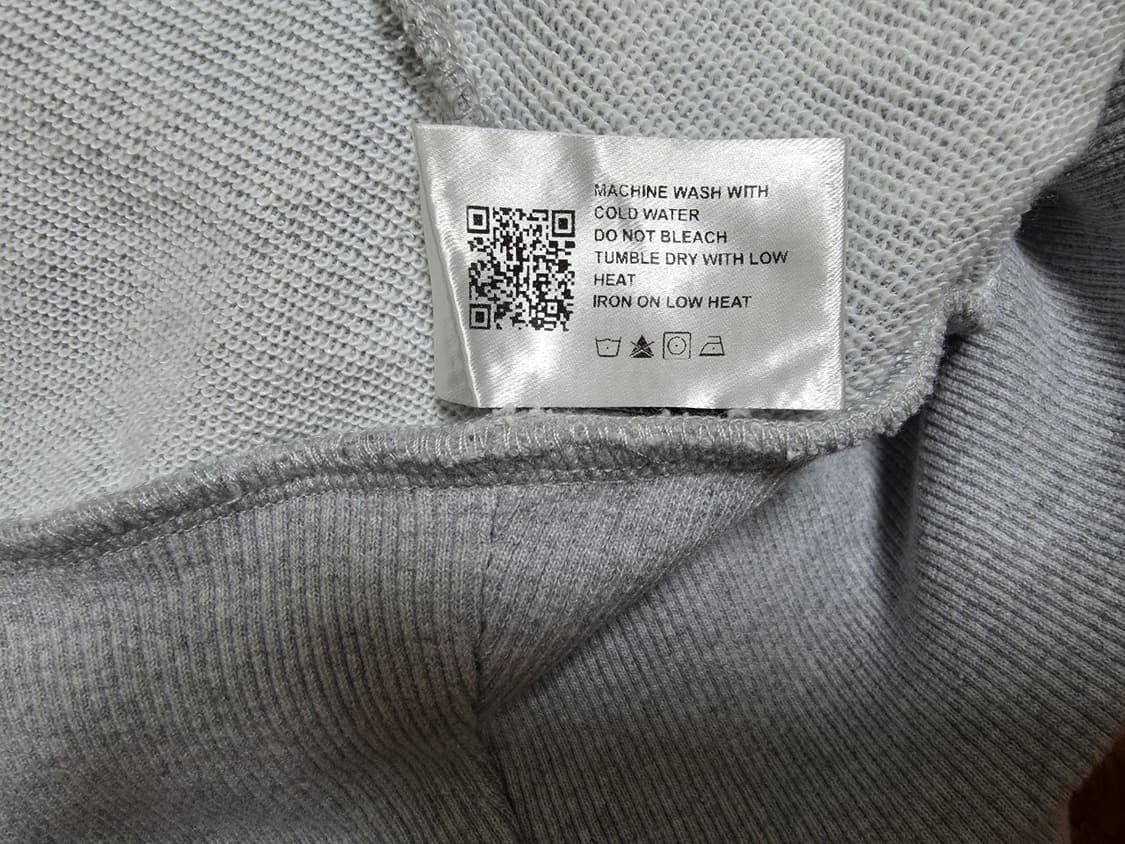 MACHINE WASH WITH
COLD WATER
DO NOT BLEACH
TUMBLE DRY WITH LOW
HEAT
IRON ON LOW HEAT